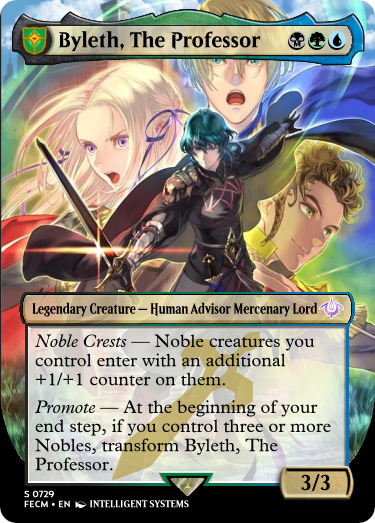 Byleth, The Professor
Legendary Creature — Human Advisor Mercenary Lord
Noble Crests — Noble creatures you
control enter with an additional
+1/+1 counter on them.
Promote — At the beginning of your
end step, if you control three or more
Nobles, transform Byleth, The
Professor.
3/3
S 0729
FECM • EN INTELLIGENT SYSTEMS